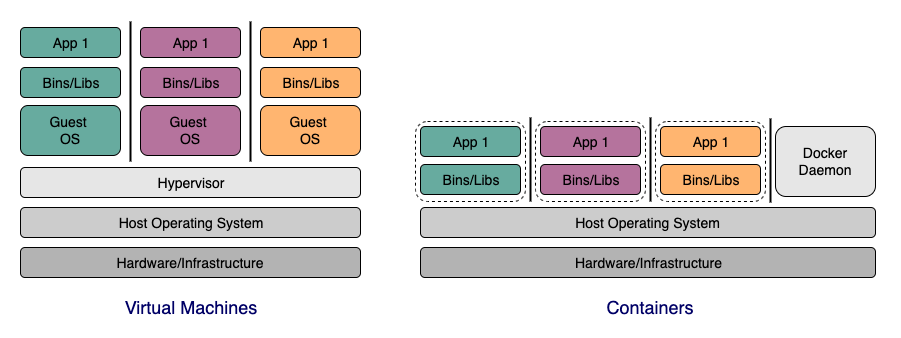 App 1
App 1
App 1
Bins/Libs
Bins/Libs
Bins/Libs
Guest
OS
Guest
OS
Guest
OS
Hypervisor
Host Operating System
Hardware/Infrastructure
Virtual Machines
App 1
App 1
App 1
Docker
Daemon
Bins/Libs
Bins/Libs
Bins/Libs
Host Operating System
Hardware/Infrastructure
Containers